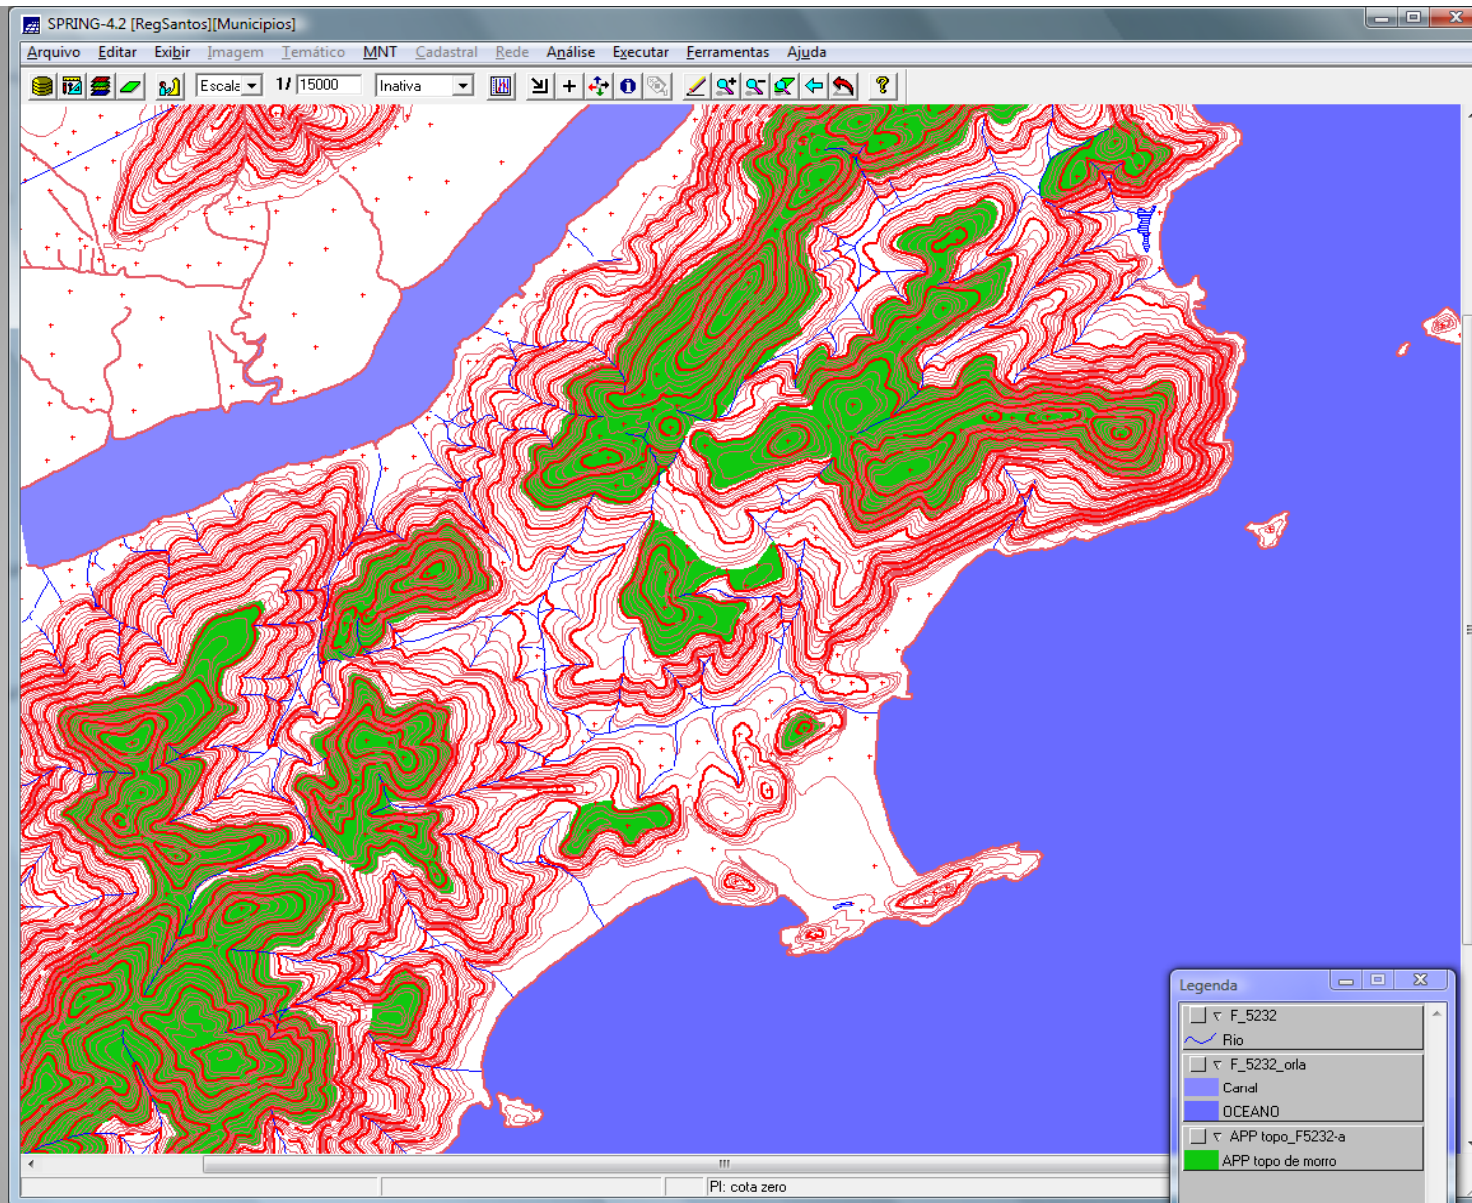 SPRING-4.2 [RegSantos][Municipios]
Arquivo Editar Exibir Imagem Temático MNT Cadastral Rede Análise Executar Ferramentas Ajuda
Escala 1/ 15000 Inativa
Legenda
F_5232
Rio
F_5232_orla
Canal
OCEANO
APP topo_F5232-a
APP topo de morro
PI: cota zero